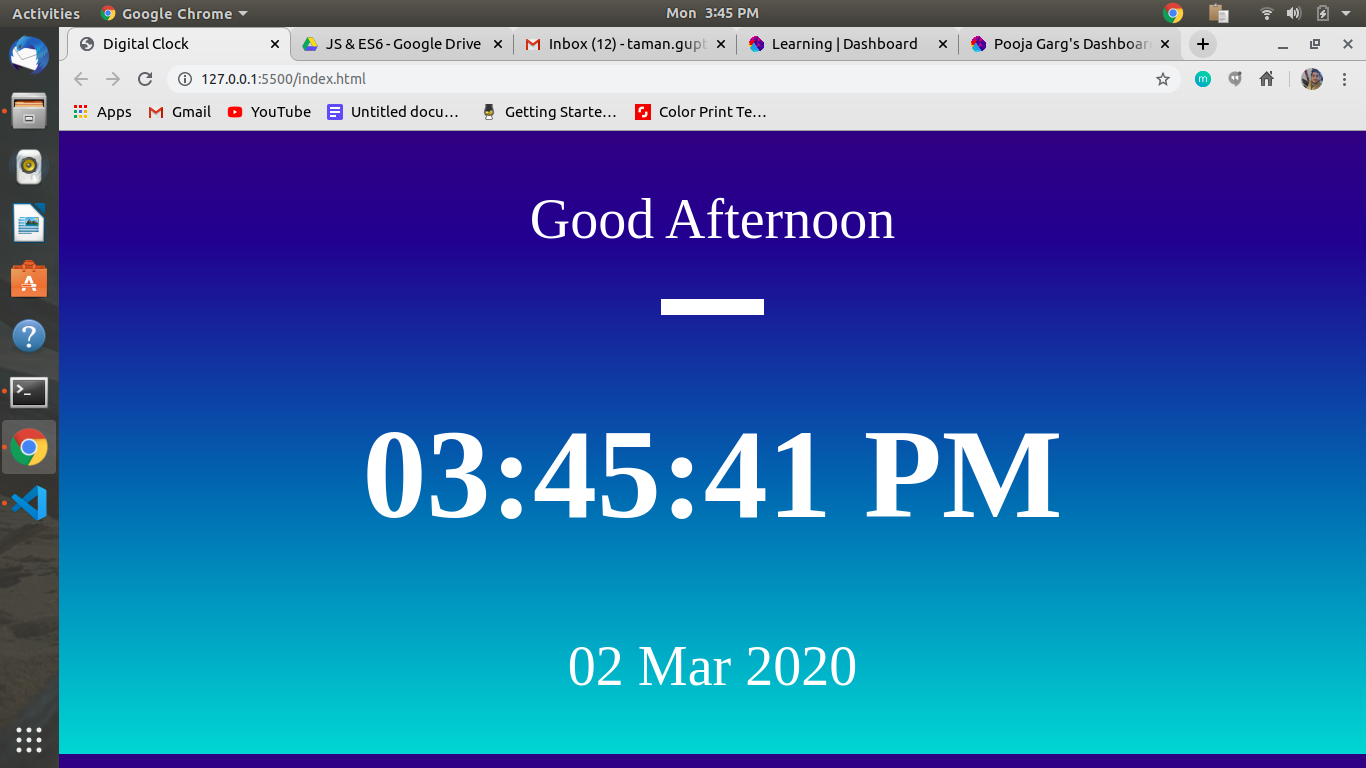 Activities Google Chrome Mon 3:45 PM
Digital Clock JS & ES6 - Google Drive Inbox (12) - taman.gupt Learning | Dashboard Pooja Garg's Dashboar
127.0.0.1:5500/index.html
Apps Gmail YouTube Untitled docu… Getting Starte… Color Print Te…
Good Afternoon
03:45:41 PM
02 Mar 2020